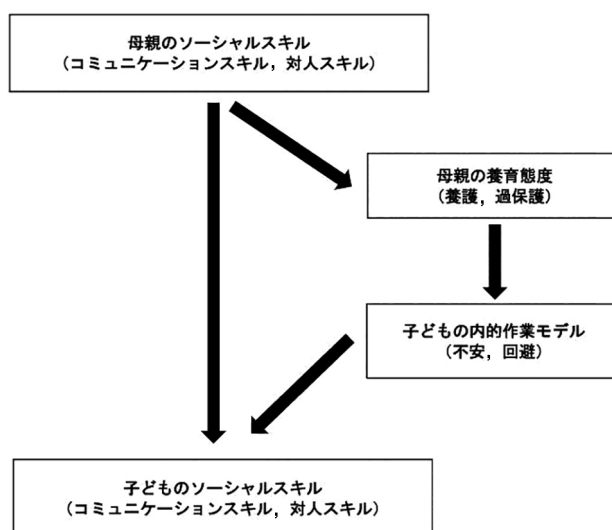 母親のソーシャルスキル
(コミュニケーションスキル，対人スキル)
母親の養育態度
(養護，過保護)
子どもの内的作業モデル
(不安，回避)
子どものソーシャルスキル
(コミュニケーションスキル，対人スキル)